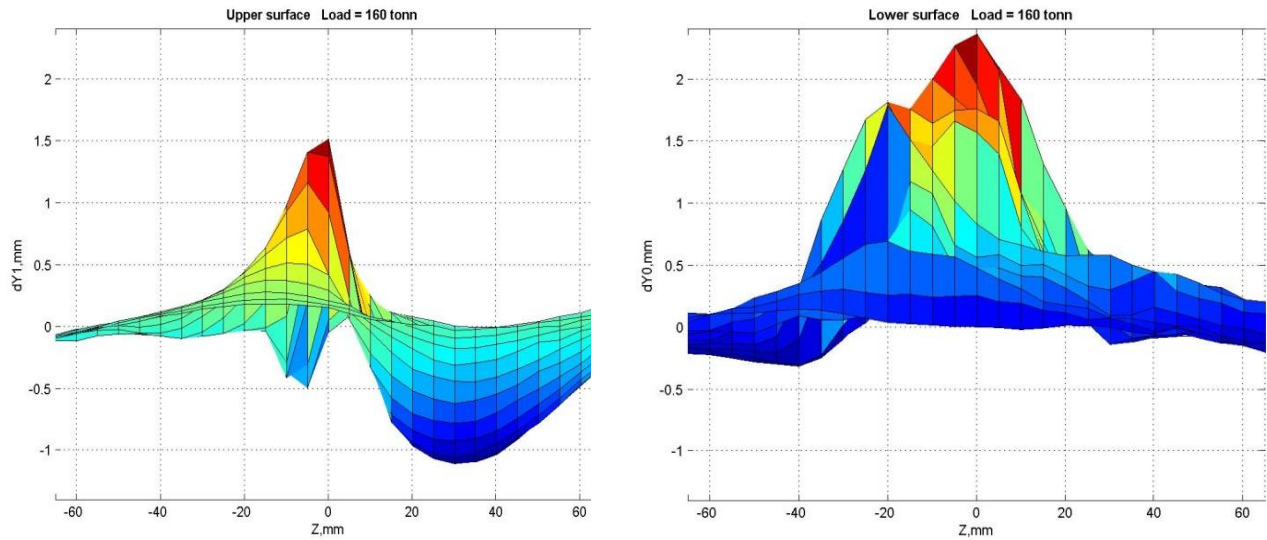 Upper surface Load = 160 tonn
2
1.5
1
0.5
0
-0.5
-1
dY1,mm
-60 -40 -20 0 20 40 60
Z,mm
Lower surface Load = 160 tonn
2
1.5
1
0.5
0
-0.5
-1
dY0,mm
-60 -40 -20 0 20 40 60
Z,mm